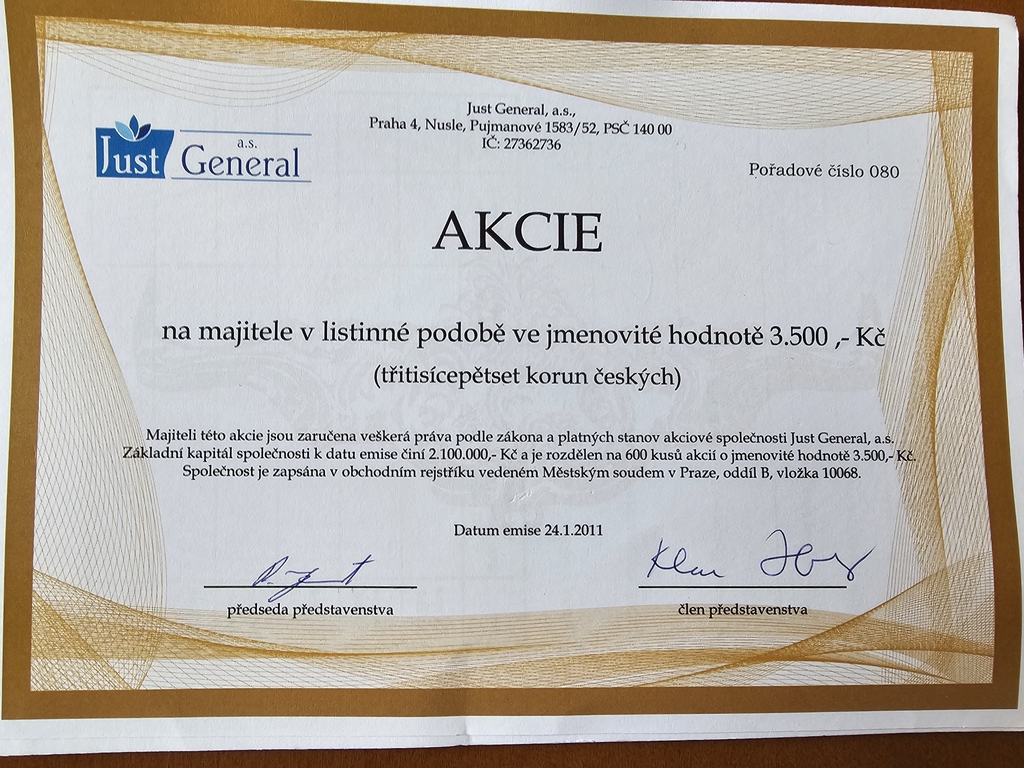 Just General, a.s.,
Praha 4, Nusle, Pujmanové 1583/52, PSČ 140 00
IČ: 27362736
Just
a.s.
General
Pořadové číslo 080
AKCIE
na majitele v listinné podobě ve jmenovité hodnotě 3.500 ,- Kč
(třitisícepětset korun českých)
Majiteli této akcie jsou zaručena veškerá práva podle zákona a platných stanov akciové společnosti Just General, a.s.
Základní kapitál společnosti k datu emise činí 2.100.000,- Kč a je rozdělen na 600 kusů akcií o jmenovité hodnotě 3.500,- Kč.
Společnost je zapsána v obchodním rejstříku vedeném Městským soudem v Praze, oddíl B, vložka 10068.
Datum emise 24.1.2011
předseda představenstva
člen představenstva